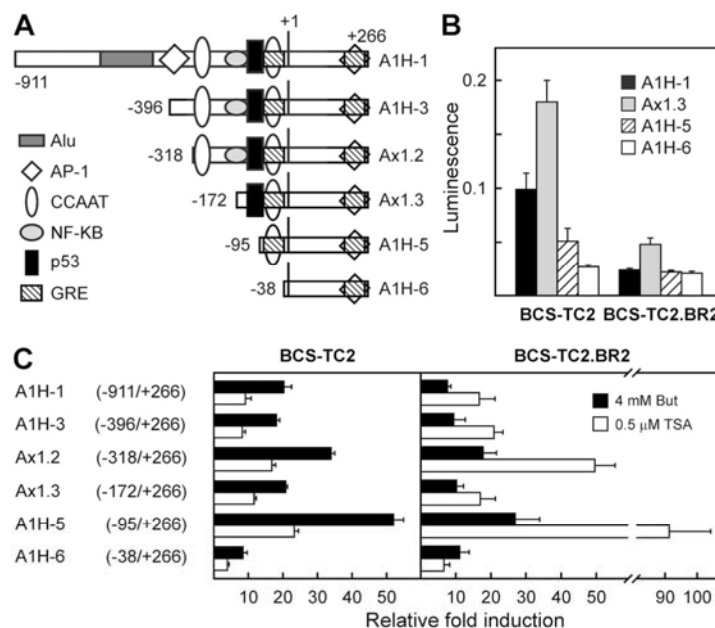 A
+1
+266
A1H-1
-911
-396
A1H-3
-318
Ax1.2
-172
Ax1.3
-95
A1H-5
-38
A1H-6
Alu
AP-1
CCAAT
NF-KB
p53
GRE
B
Luminescence
0.2
0.1
A1H-1
Ax1.3
A1H-5
A1H-6
BCS-TC2 BCS-TC2.BR2
C
BCS-TC2 BCS-TC2.BR2
A1H-1 (-911/+266)
A1H-3 (-396/+266)
Ax1.2 (-318/+266)
Ax1.3 (-172/+266)
A1H-5 (-95/+266)
A1H-6 (-38/+266)
4 mM But
0.5 μM TSA
10 20 30 40 50 10 20 30 40 50 90 100
Relative fold induction